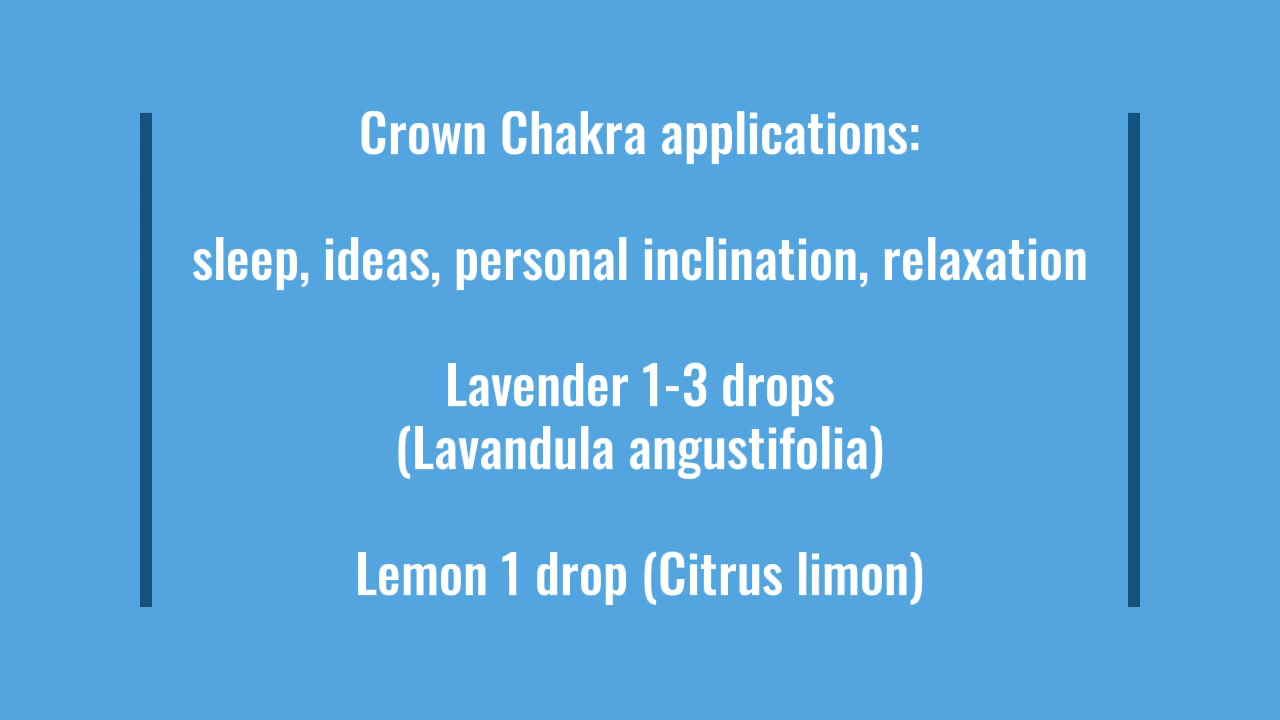 Crown Chakra applications:
sleep, ideas, personal inclination, relaxation
Lavender 1-3 drops
(Lavandula angustifolia)
Lemon 1 drop (Citrus limon)